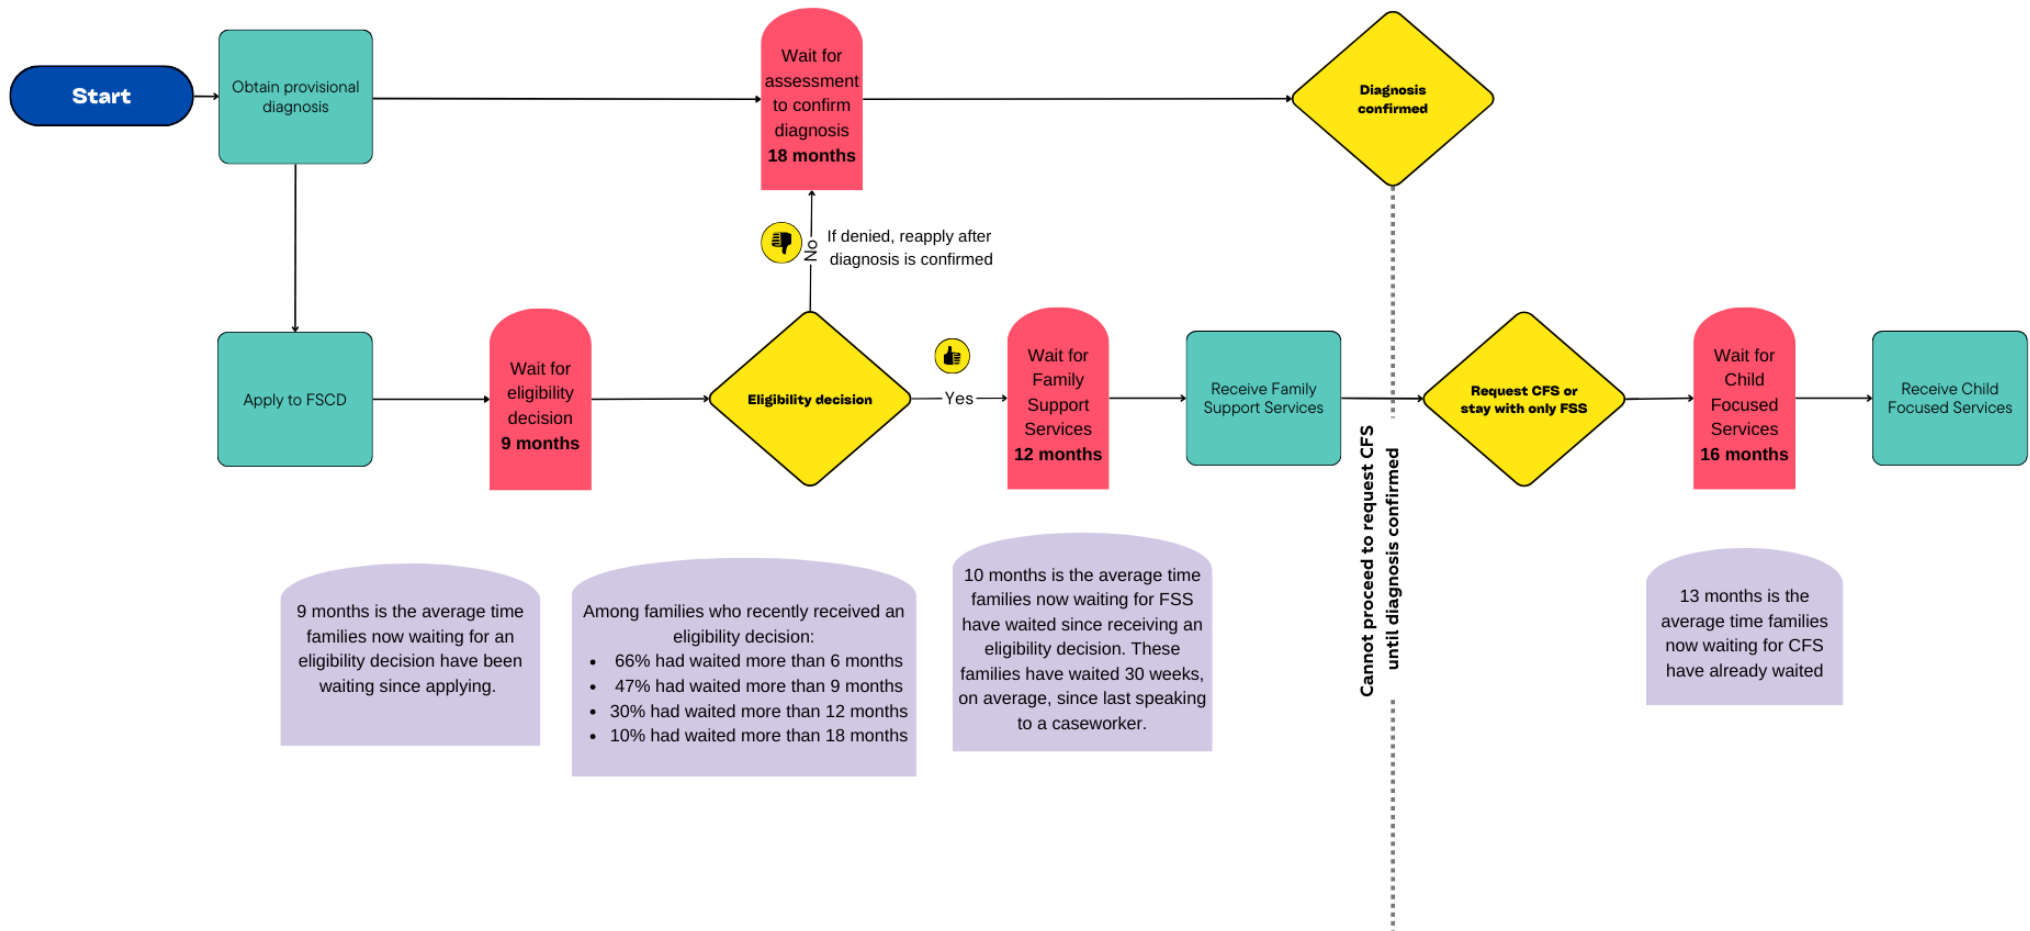 Start
Obtain provisional
diagnosis
Wait for
assessment
to confirm
diagnosis
18 months
Diagnosis
confirmed
No
If denied, reapply after
diagnosis is confirmed
Apply to FSCD
Wait for
eligibility
decision
9 months
Eligibility decision
Yes
Wait for
Family
Support
Services
12 months
Receive Family
Support Services
Cannot proceed to request CFS
until diagnosis confirmed
Request CFS or
stay with only FSS
Wait for
Child
Focused
Services
16 months
Receive Child
Focused Services
9 months is the average time
families now waiting for an
eligibility decision have been
waiting since applying.
Among families who recently received an
eligibility decision:
• 66% had waited more than 6 months
• 47% had waited more than 9 months
• 30% had waited more than 12 months
• 10% had waited more than 18 months
10 months is the average time
families now waiting for FSS
have waited since receiving an
eligibility decision. These
families have waited 30 weeks,
on average, since last speaking
to a caseworker.
13 months is the
average time families
now waiting for CFS
have already waited